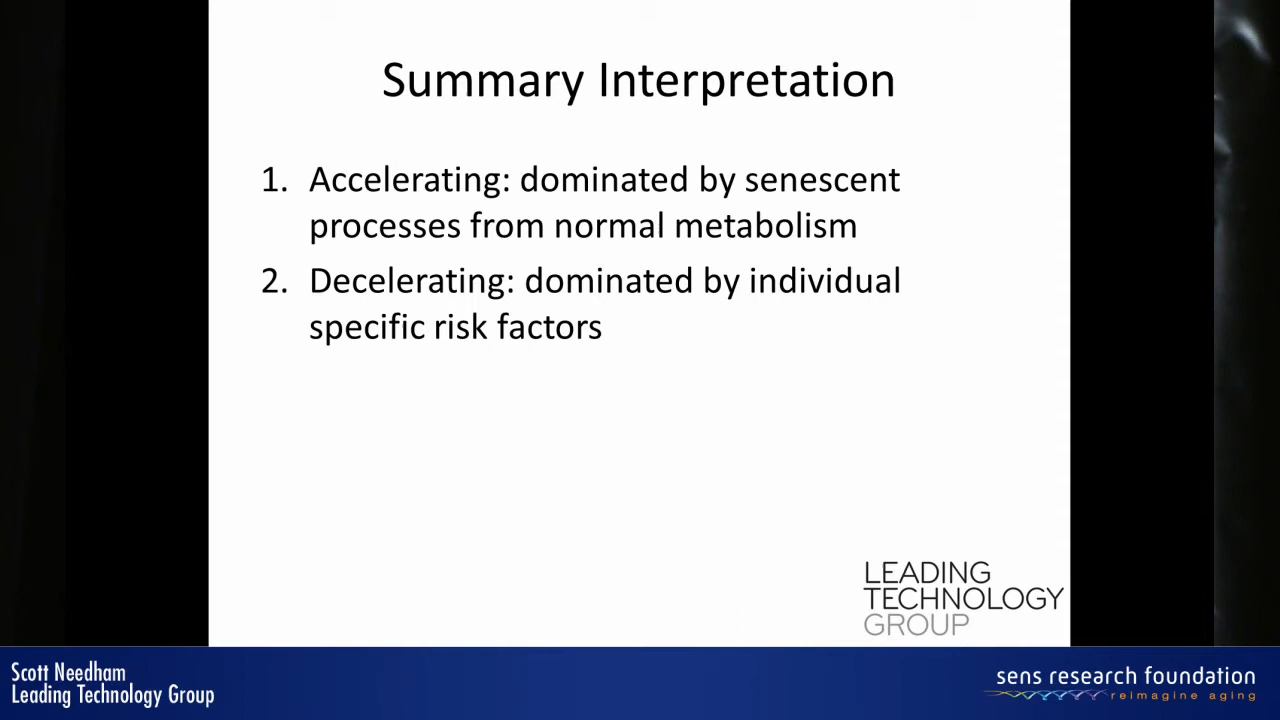 Summary Interpretation
1. Accelerating: dominated by senescent
processes from normal metabolism
2. Decelerating: dominated by individual
specific risk factors
LEADING
TECHNOLOGY
GROUP
Scott Needham
Leading Technology Group
sens research foundation
reimagine aging